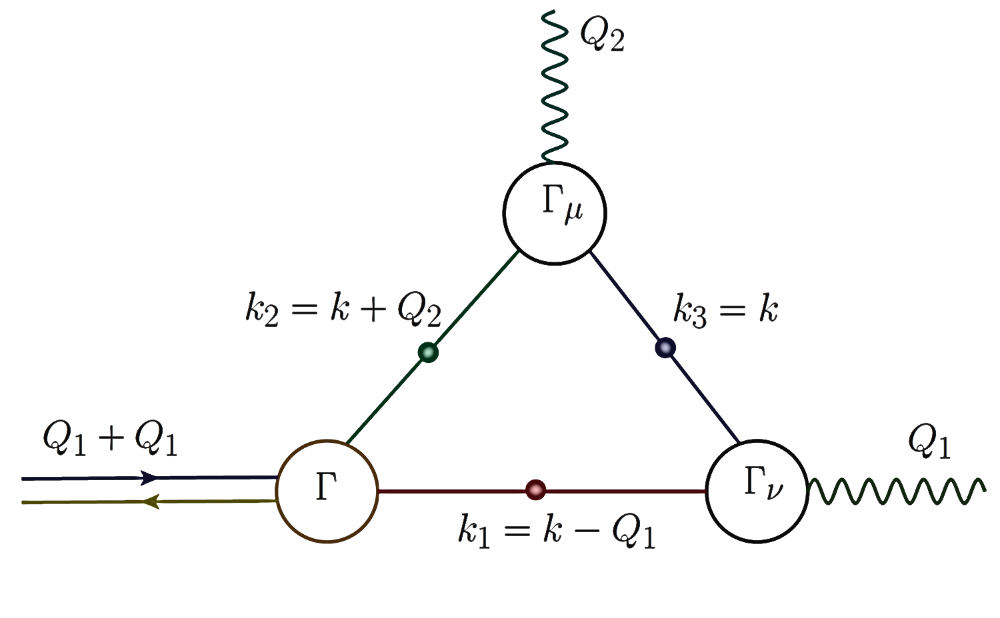 Q₂
Γμ
k₂ = k + Q₂
k₃ = k
Q₁ + Q₁
Q₁
Γ
Γν
k₁ = k − Q₁